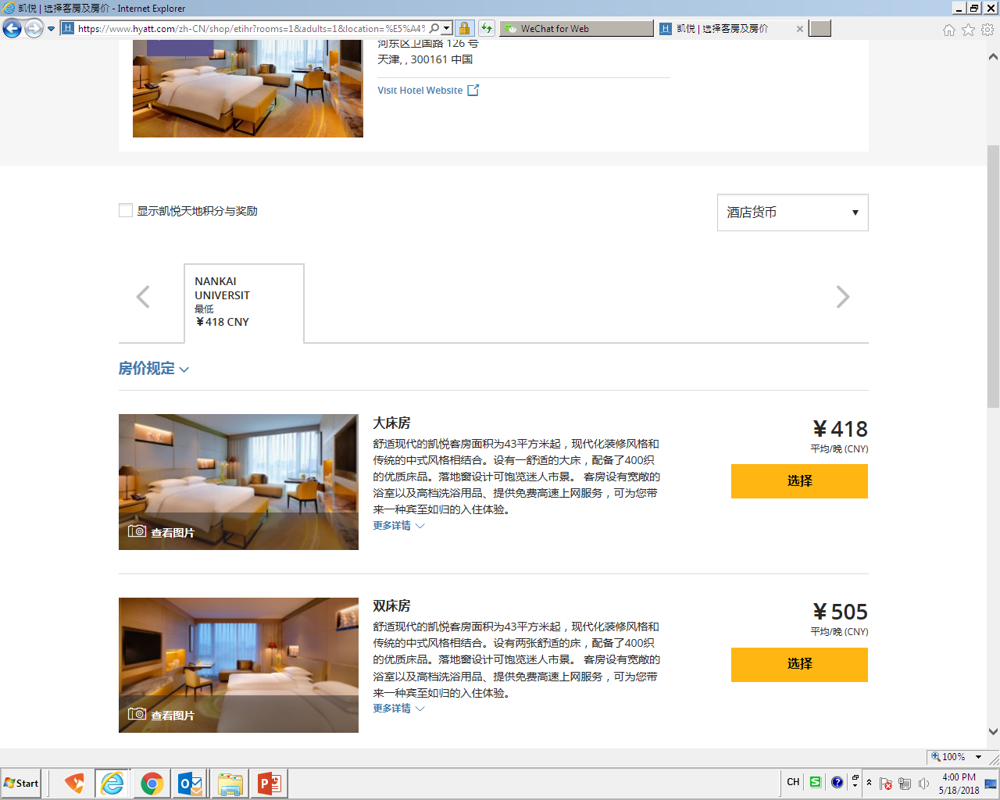 凯悦 | 选择客房及房价 - Internet Explorer
https://www.hyatt.com/zh-CN/shop/etihr?rooms=1&adults=1&location=%E5%A4%
WeChat for Web
凯悦 | 选择客房及房价
河东区卫国路 126 号
天津, , 300161 中国
Visit Hotel Website
显示凯悦天地积分与奖励
酒店货币
NANKAI
UNIVERSIT
最低
¥418 CNY
房价规定
大床房
舒适现代的凯悦客房面积为43平方米起，现代化装修风格和
传统的中式风格相结合。设有一舒适的大床，配备了400织
的优质床品。落地窗设计可饱览迷人市景。 客房设有宽敞的
浴室以及高档洗浴用品、提供免费高速上网服务，可为您带
来一种宾至如归的入住体验。
更多详情
查看图片
¥418
平均/晚 (CNY)
选择
双床房
舒适现代的凯悦客房面积为43平方米起，现代化装修风格和
传统的中式风格相结合。设有两张舒适的床，配备了400织
的优质床品。落地窗设计可饱览迷人市景。 客房设有宽敞的
浴室以及高档洗浴用品、提供免费高速上网服务，可为您带
来一种宾至如归的入住体验。
更多详情
查看图片
¥505
平均/晚 (CNY)
选择
100%
Start
CH
4:00 PM
5/18/2018